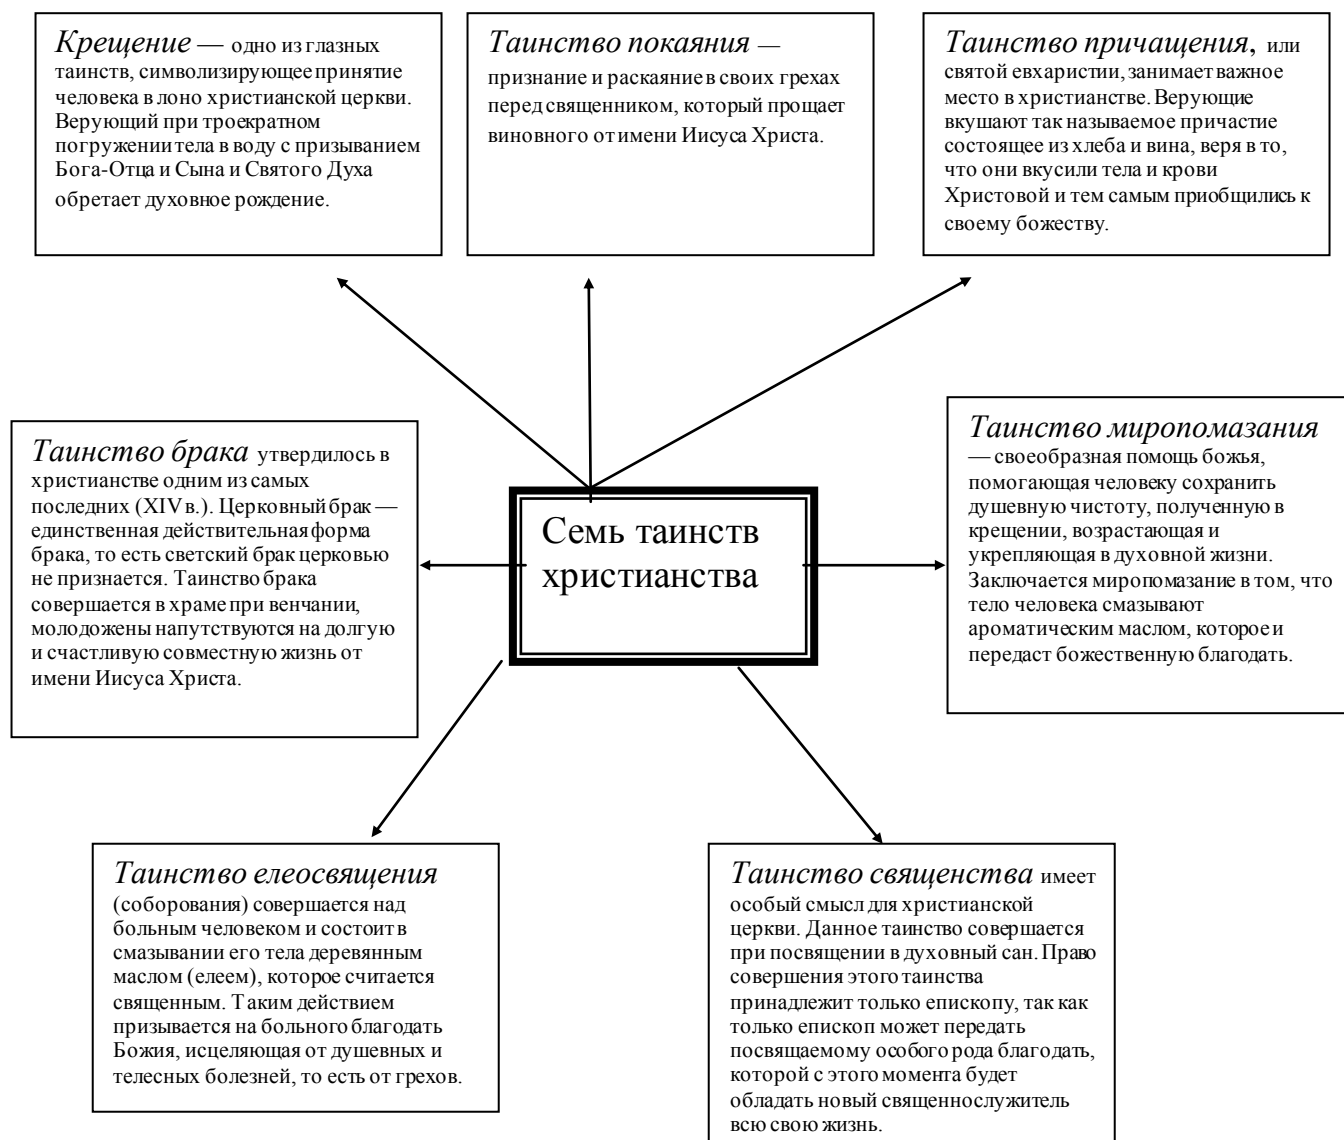 Крещение — одно из глазных
таинств, символизирующее принятие
человека в лоно христианской церкви.
Верующий при троекратном
погружении тела в воду с призыванием
Бога-Отца и Сына и Святого Духа
обретает духовное рождение.
Таинство покаяния —
признание и раскаяние в своих грехах
перед священником, который прощает
виновного от имени Иисуса Христа.
Таинство причащения, или
святой евхаристии, занимает важное
место в христианстве. Верующие
вкушают так называемое причастие
состоящее из хлеба и вина, веря в то,
что они вкусили тела и крови
Христовой и тем самым приобщились к
своему божеству.
Таинство брака утвердилось в
христианстве одним из самых
последних (XIV в.). Церковный брак —
единственная действительная форма
брака, то есть светский брак церковью
не признается. Таинство брака
совершается в храме при венчании,
молодожены напутствуются на долгую
и счастливую совместную жизнь от
имени Иисуса Христа.
Семь таинств
христианства
Таинство миропомазания
— своеобразная помощь божья,
помогающая человеку сохранить
душевную чистоту, полученную в
крещении, возрастающая и
укрепляющая в духовной жизни.
Заключается миропомазание в том, что
тело человека смазывают
ароматическим маслом, которое и
передаст божественную благодать.
Таинство елеосвящения
(соборования) совершается над
больным человеком и состоит в
смазывании его тела деревянным
маслом (елеем), которое считается
священным. Таким действием
призывается на больного благодать
Божия, исцеляющая от душевных и
телесных болезней, то есть от грехов.
Таинство священства имеет
особый смысл для христианской
церкви. Данное таинство совершается
при посвящении в духовный сан. Право
совершения этого таинства
принадлежит только епископу, так как
только епископ может передать
посвящаемому особого рода благодать,
которой с этого момента будет
обладать новый священнослужитель
всю свою жизнь.